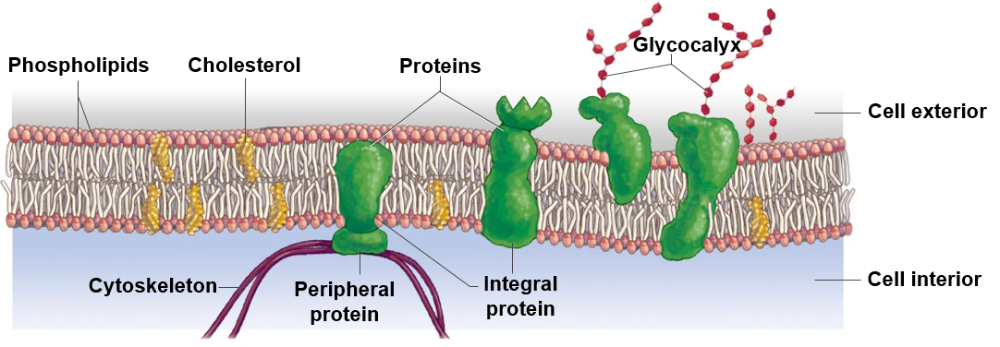 Glycocalyx
Phospholipids
Cholesterol
Proteins
Cell exterior
Cytoskeleton
Peripheral
protein
Integral
protein
Cell interior